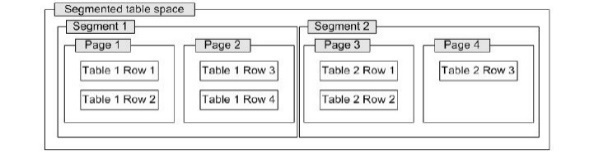 Segmented table space
Segment 1 Segment 2
Page 1 Page 2 Page 3 Page 4
Table 1 Row 1 Table 1 Row 3 Table 2 Row 1 Table 2 Row 3
Table 1 Row 2 Table 1 Row 4 Table 2 Row 2